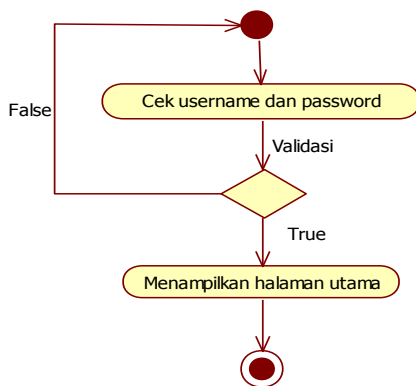 Cek username dan password
False
Validasi
True
Menampilkan halaman utama